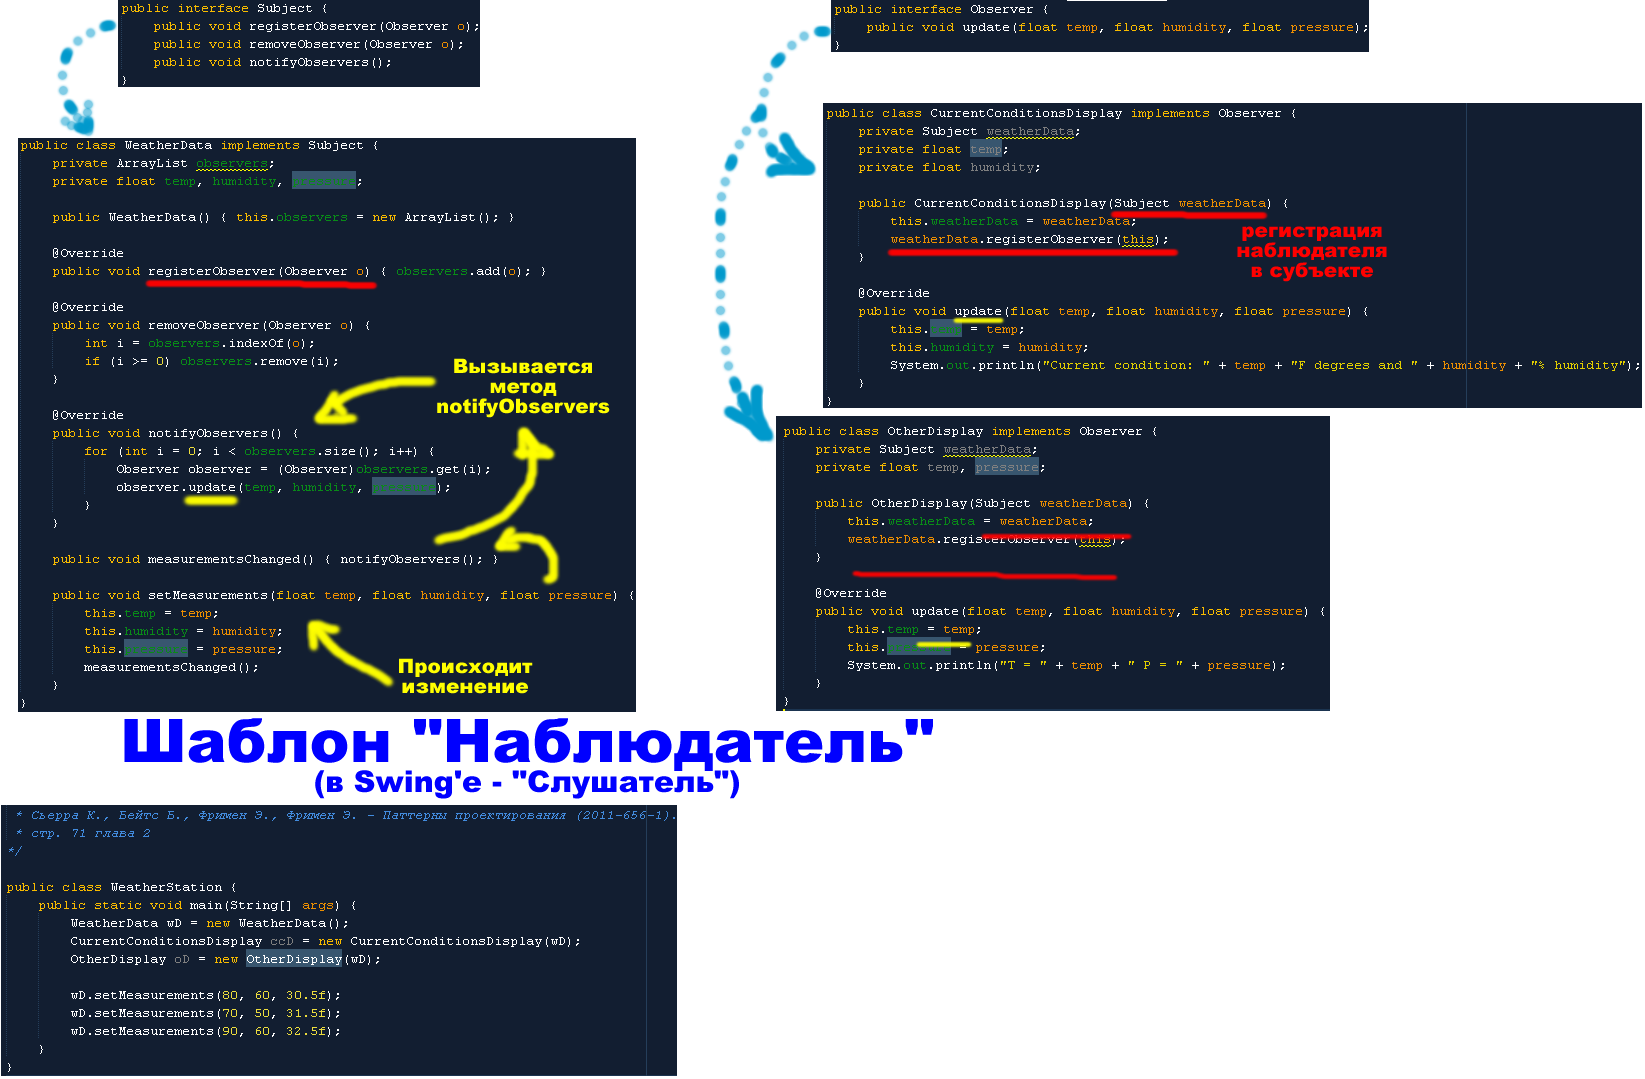 public interface Subject {
public void registerObserver(Observer o);
public void removeObserver(Observer o);
public void notifyObservers();
}
public interface Observer {
public void update(float temp, float humidity, float pressure);
}
public class WeatherData implements Subject {
private ArrayList observers;
private float temp, humidity, pressure;
public WeatherData() { this.observers = new ArrayList(); }
@Override
public void registerObserver(Observer o) { observers.add(o); }
@Override
public void removeObserver(Observer o) {
int i = observers.indexOf(o);
if (i >= 0) observers.remove(i);
}
@Override
public void notifyObservers() {
for (int i = 0; i < observers.size(); i++) {
Observer observer = (Observer)observers.get(i);
observer.update(temp, humidity, pressure);
}
}
public void measurementsChanged() { notifyObservers(); }
public void setMeasurements(float temp, float humidity, float pressure) {
this.temp = temp;
this.humidity = humidity;
this.pressure = pressure;
measurementsChanged();
}
}
Вызывается
метод
notifyObservers
Происходит
изменение
public class CurrentConditionsDisplay implements Observer {
private Subject weatherData;
private float temp;
private float humidity;
public CurrentConditionsDisplay(Subject weatherData) {
this.weatherData = weatherData;
weatherData.registerObserver(this);
}
регистрация
наблюдателя
в субъекте
@Override
public void update(float temp, float humidity, float pressure) {
this.temp = temp;
this.humidity = humidity;
System.out.println("Current condition: " + temp + "F degrees and " + humidity + "% humidity");
}
}
public class OtherDisplay implements Observer {
private Subject weatherData;
private float temp, pressure;
public OtherDisplay(Subject weatherData) {
this.weatherData = weatherData;
weatherData.registerObserver(this);
}
@Override
public void update(float temp, float humidity, float pressure) {
this.temp = temp;
this.pressure = pressure;
System.out.println("T = " + temp + " P = " + pressure);
}
}
Шаблон "Наблюдатель"
(в Swing'е - "Слушатель")
* Сьерра К., Бейтс Б., Фримен Э., Фримен Э. - Паттерны проектирования (2011-656-1).
* стр. 71 глава 2
*/
public class WeatherStation {
public static void main(String[] args) {
WeatherData wD = new WeatherData();
CurrentConditionsDisplay ccD = new CurrentConditionsDisplay(wD);
OtherDisplay oD = new OtherDisplay(wD);
wD.setMeasurements(80, 60, 30.5f);
wD.setMeasurements(70, 50, 31.5f);
wD.setMeasurements(90, 60, 32.5f);
}
}